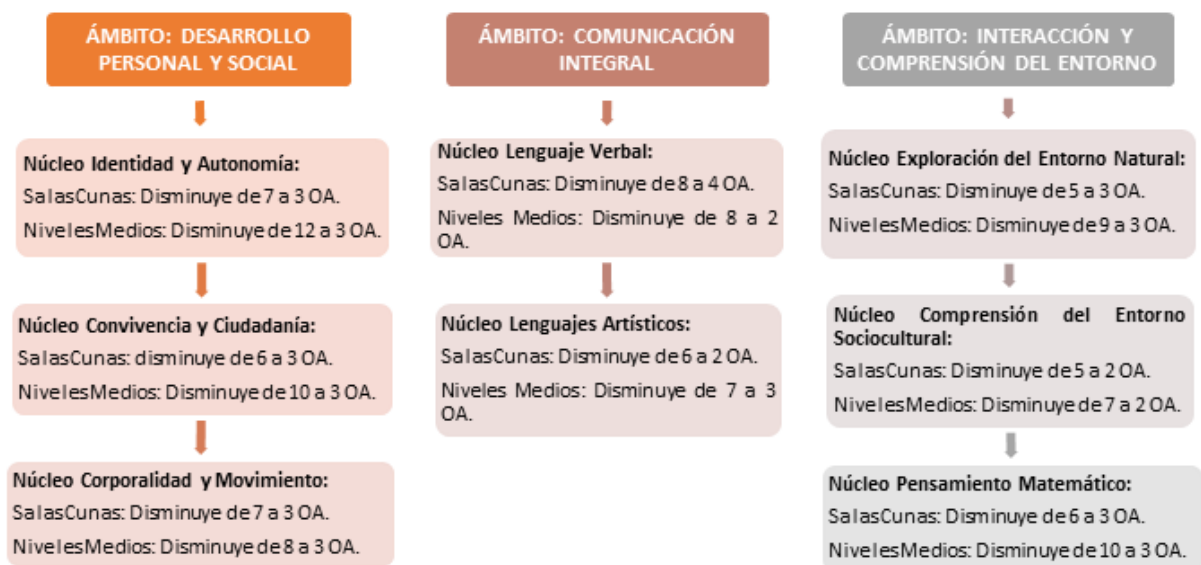 ÁMBITO: DESARROLLO
PERSONAL Y SOCIAL
Núcleo Identidad y Autonomía:
SalasCunas: Disminuye de 7 a 3 OA.
NivelesMedios: Disminuye de 12 a 3 OA.
Núcleo Convivencia y Ciudadanía:
SalasCunas: disminuye de 6 a 3 OA.
NivelesMedios: Disminuye de 10 a 3 OA.
Núcleo Corporalidad y Movimiento:
SalasCunas: Disminuye de 7 a 3 OA.
NivelesMedios: Disminuye de 8 a 3 OA.
ÁMBITO: COMUNICACIÓN
INTEGRAL
Núcleo Lenguaje Verbal:
SalasCunas: Disminuye de 8 a 4 OA.
Niveles Medios: Disminuye de 8 a 2
OA.
Núcleo Lenguajes Artísticos:
SalasCunas: Disminuye de 6 a 2 OA.
Niveles Medios: Disminuye de 7 a 3
OA.
ÁMBITO: INTERACCIÓN Y
COMPRENSIÓN DEL ENTORNO
Núcleo Exploración del Entorno Natural:
SalasCunas: Disminuye de 5 a 3 OA.
NivelesMedios: Disminuye de 9 a 3 OA.
Núcleo Comprensión del Entorno
Sociocultural:
SalasCunas: Disminuye de 5 a 2 OA.
NivelesMedios: Disminuye de 7 a 2 OA.
Núcleo Pensamiento Matemático:
SalasCunas: Disminuye de 6 a 3 OA.
NivelesMedios: Disminuye de 10 a 3 OA.